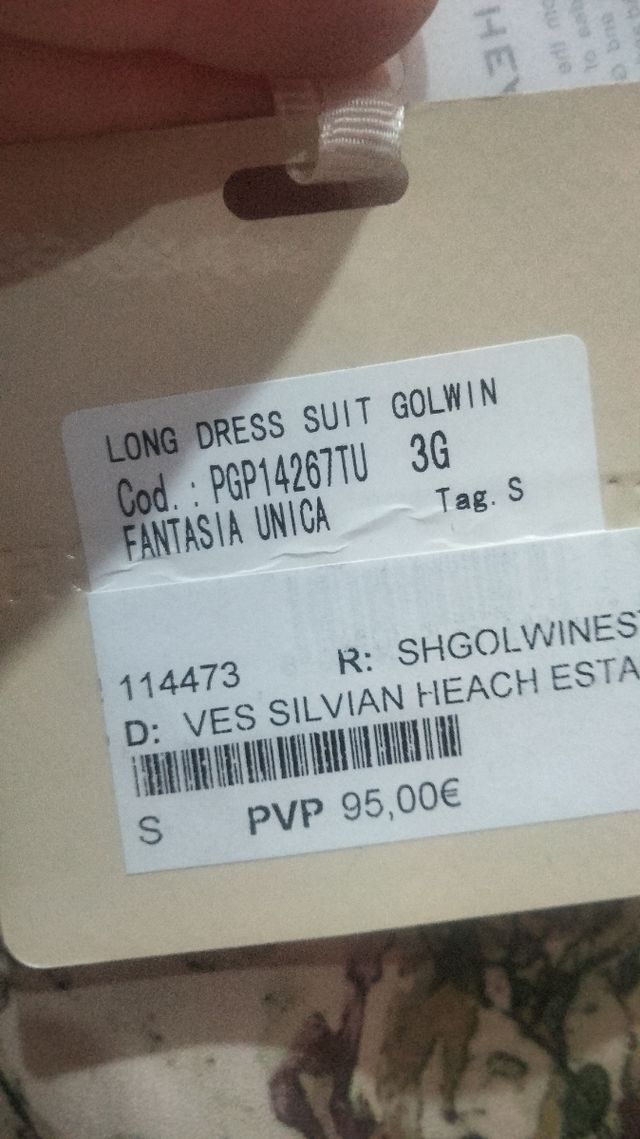 HEY
LONG DRESS SUIT GOLWIN
Cod.: PGP14267TU 3G
FANTASIA UNICA Tag. S
114473 R: SHGOLWINES
D: VES SILVIAN HEACH ESTA
S PVP 95,00€